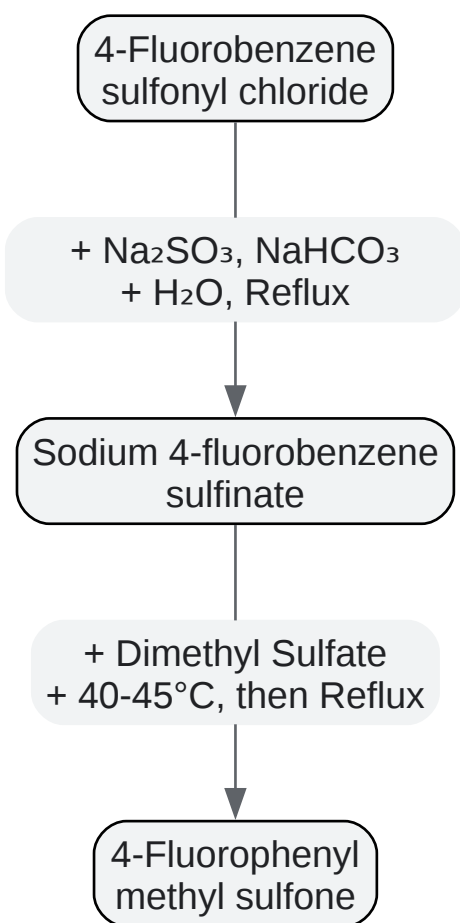 4-Fluorobenzene
sulfonyl chloride
+ Na₂SO₃, NaHCO₃
+ H₂O, Reflux
Sodium 4-fluorobenzene
sulfinate
+ Dimethyl Sulfate
+ 40-45°C, then Reflux
4-Fluorophenyl
methyl sulfone